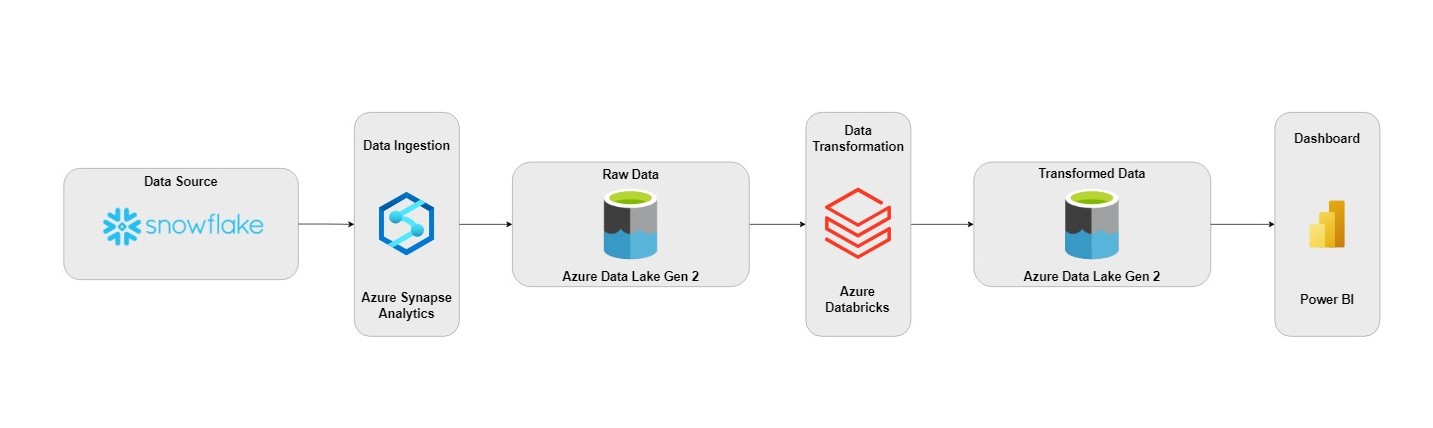 Data Source
snowflake
Data Ingestion
Azure Synapse
Analytics
Raw Data
Azure Data Lake Gen 2
Data
Transformation
Azure
Databricks
Transformed Data
Azure Data Lake Gen 2
Dashboard
Power BI